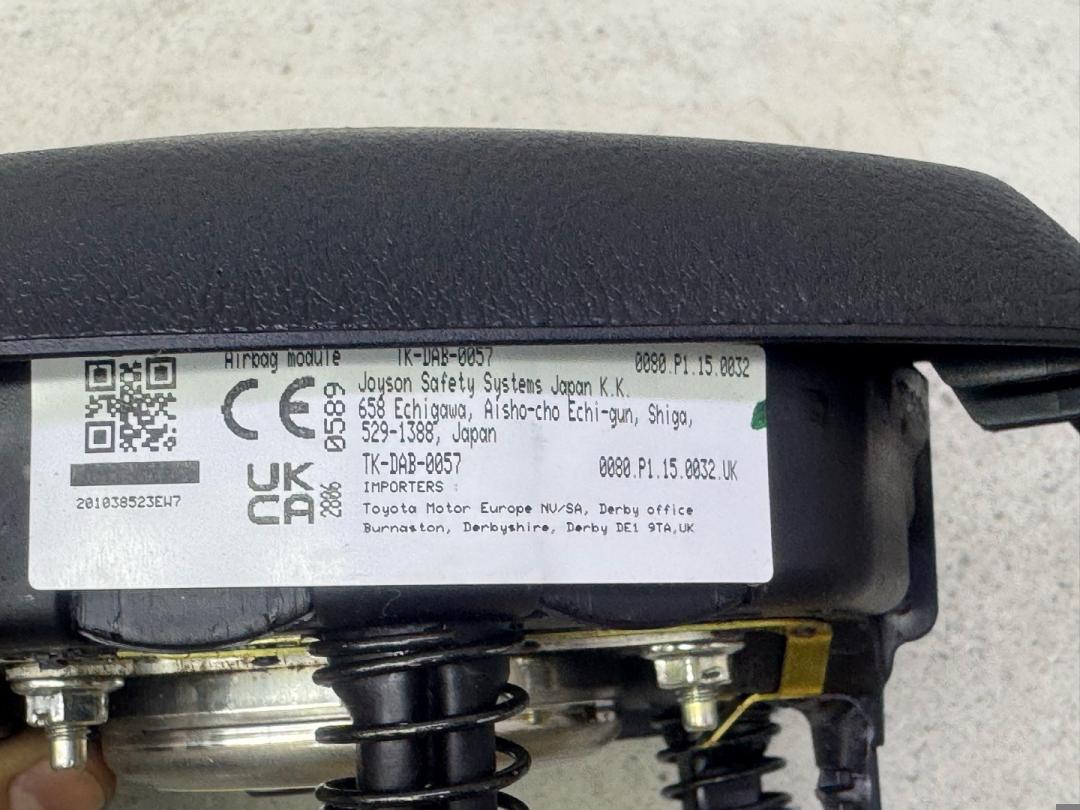 Airbag module TK-DAB-0057 0080.P1.15.0032
CE 0589
Joyson Safety Systems Japan K.K.
658 Echigawa, Aisho-cho Echi-gun, Shiga,
529-1388, Japan
UK
CA 2806
TK-DAB-0057 0080.P1.15.0032.UK
IMPORTERS :
Toyota Motor Europe NV/SA, Derby office
Burnaston, Derbyshire, Derby DE1 9TA,UK
201038523EW7